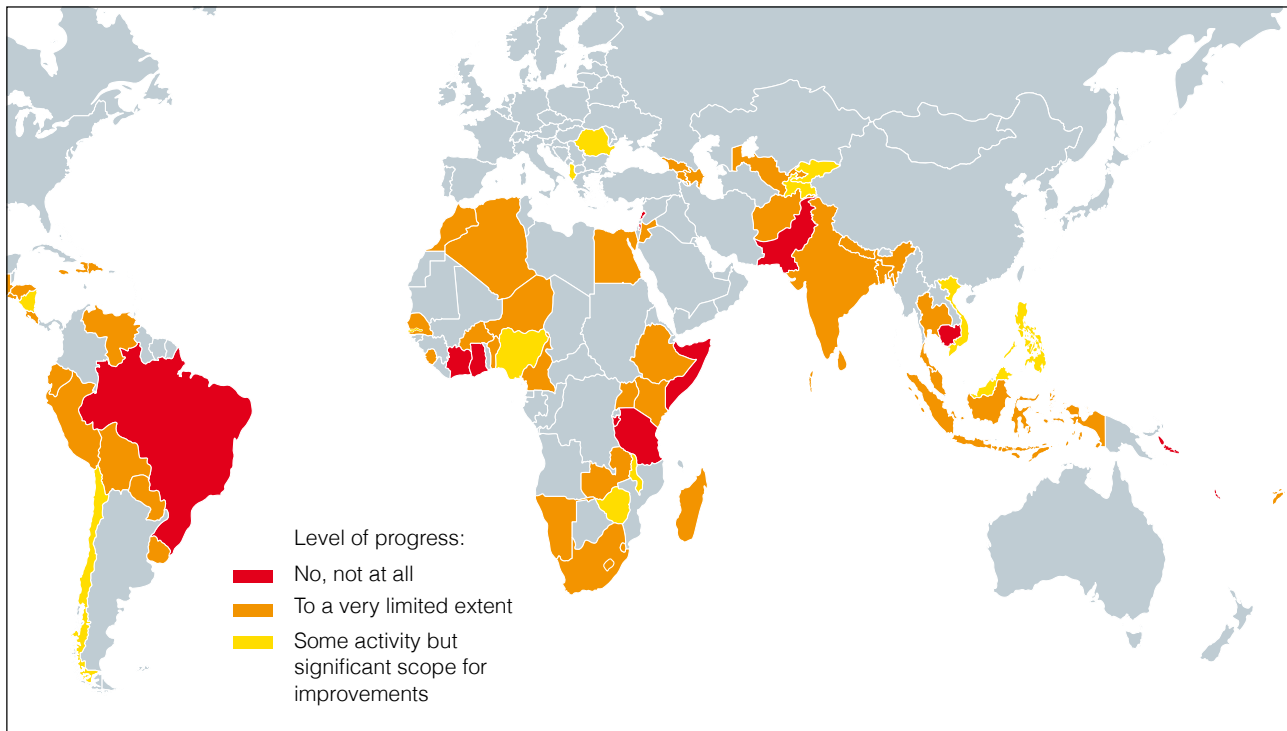 Level of progress:
No, not at all
To a very limited extent
Some activity but
significant scope for
improvements